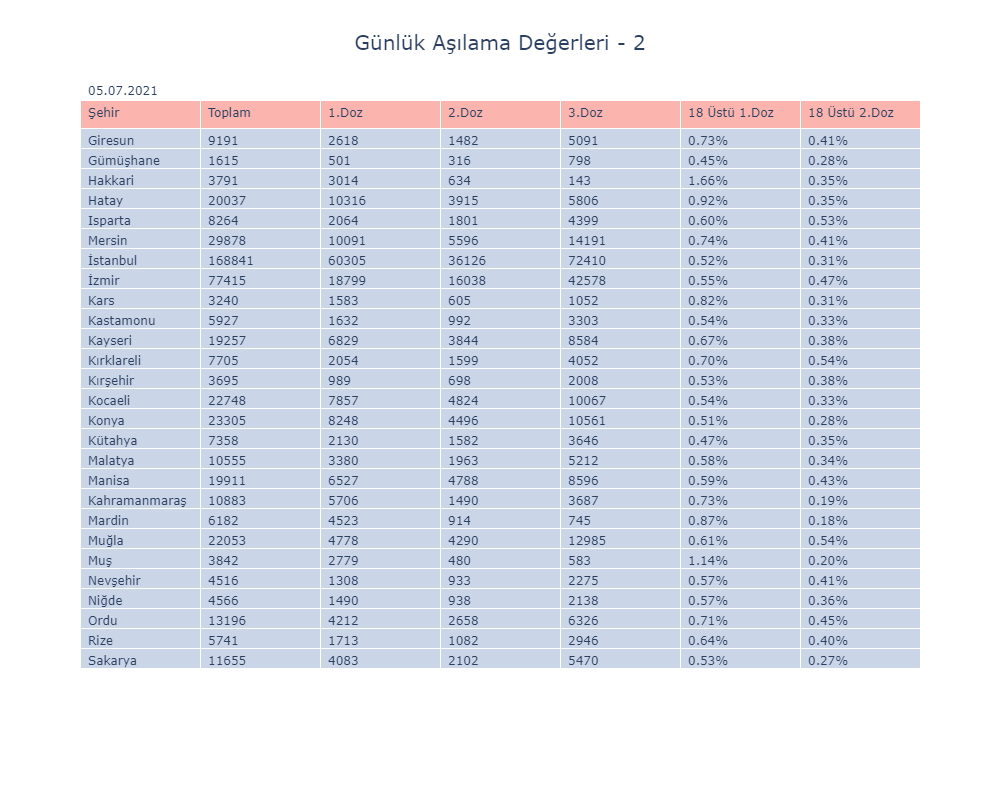 Günlük Aşılama Değerleri - 2
05.07.2021
Şehir Toplam 1.Doz 2.Doz 3.Doz 18 Üstü 1.Doz 18 Üstü 2.Doz
Giresun 9191 2618 1482 5091 0.73% 0.41%
Gümüşhane 1615 501 316 798 0.45% 0.28%
Hakkari 3791 3014 634 143 1.66% 0.35%
Hatay 20037 10316 3915 5806 0.92% 0.35%
Isparta 8264 2064 1801 4399 0.60% 0.53%
Mersin 29878 10091 5596 14191 0.74% 0.41%
İstanbul 168841 60305 36126 72410 0.52% 0.31%
İzmir 77415 18799 16038 42578 0.55% 0.47%
Kars 3240 1583 605 1052 0.82% 0.31%
Kastamonu 5927 1632 992 3303 0.54% 0.33%
Kayseri 19257 6829 3844 8584 0.67% 0.38%
Kırklareli 7705 2054 1599 4052 0.70% 0.54%
Kırşehir 3695 989 698 2008 0.53% 0.38%
Kocaeli 22748 7857 4824 10067 0.54% 0.33%
Konya 23305 8248 4496 10561 0.51% 0.28%
Kütahya 7358 2130 1582 3646 0.47% 0.35%
Malatya 10555 3380 1963 5212 0.58% 0.34%
Manisa 19911 6527 4788 8596 0.59% 0.43%
Kahramanmaraş 10883 5706 1490 3687 0.73% 0.19%
Mardin 6182 4523 914 745 0.87% 0.18%
Muğla 22053 4778 4290 12985 0.61% 0.54%
Muş 3842 2779 480 583 1.14% 0.20%
Nevşehir 4516 1308 933 2275 0.57% 0.41%
Niğde 4566 1490 938 2138 0.57% 0.36%
Ordu 13196 4212 2658 6326 0.71% 0.45%
Rize 5741 1713 1082 2946 0.64% 0.40%
Sakarya 11655 4083 2102 5470 0.53% 0.27%